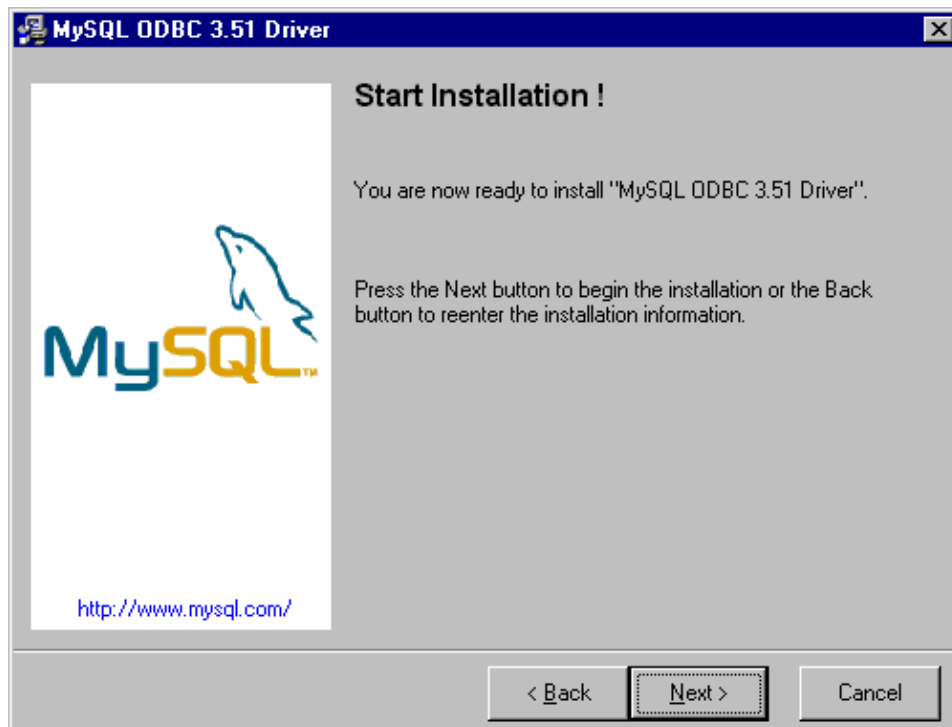 MySQL ODBC 3.51 Driver
Start Installation !
You are now ready to install "MySQL ODBC 3.51 Driver".
Press the Next button to begin the installation or the Back
button to reenter the installation information.
MySQL™
http://www.mysql.com/
< Back
Next >
Cancel